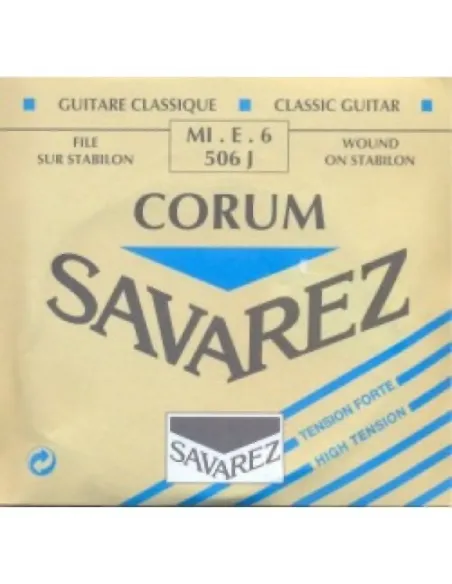 GUITARE CLASSIQUE CLASSIC GUITAR
FILE
SUR STABILON
MI . E . 6
506 J
WOUND
ON STABILON
CORUM
SAVAREZ
TENSION FORTE
HIGH TENSION
SAVAREZ